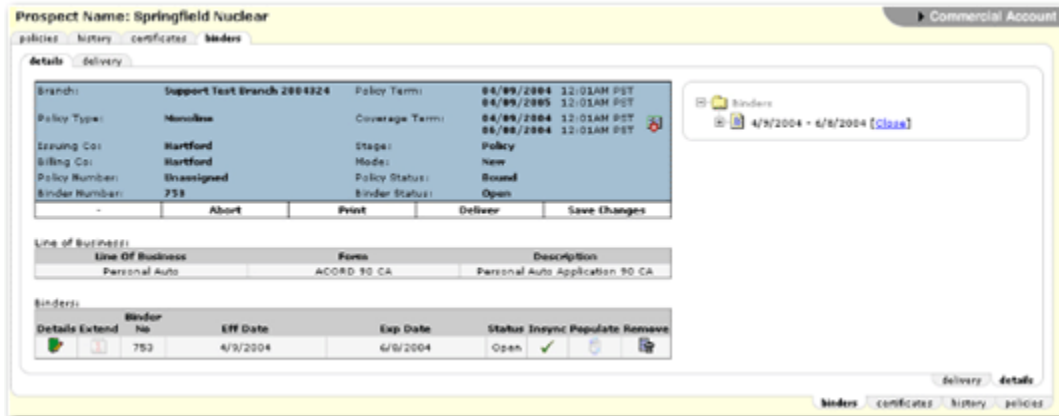 Prospect Name: Springfield Nuclear
Commercial Account
policies history certificates binders
details delivery
Branch: Support Test Branch 2004324 Policy Term: 04/09/2004 12:01AM PST
04/09/2005 12:01AM PST
Policy Type: Monoline Coverage Term: 04/09/2004 12:01AM PST
06/08/2004 12:01AM PST
Issuing Co: Hartford Stage: Policy
Billing Co: Hartford Mode: New
Policy Number: Unassigned Policy Status: Bound
Binder Number: 753 Binder Status: Open
- Abort Print Deliver Save Changes
Binders
4/9/2004 - 6/8/2004 [Close]
Line of Business:
Line Of Business Form Description
Personal Auto ACORD 90 CA Personal Auto Application 90 CA
Binders:
Details Extend Binder No Eff Date Exp Date Status Insync Populate Remove
753 4/9/2004 6/8/2004 Open
delivery details
binders certificates history policies